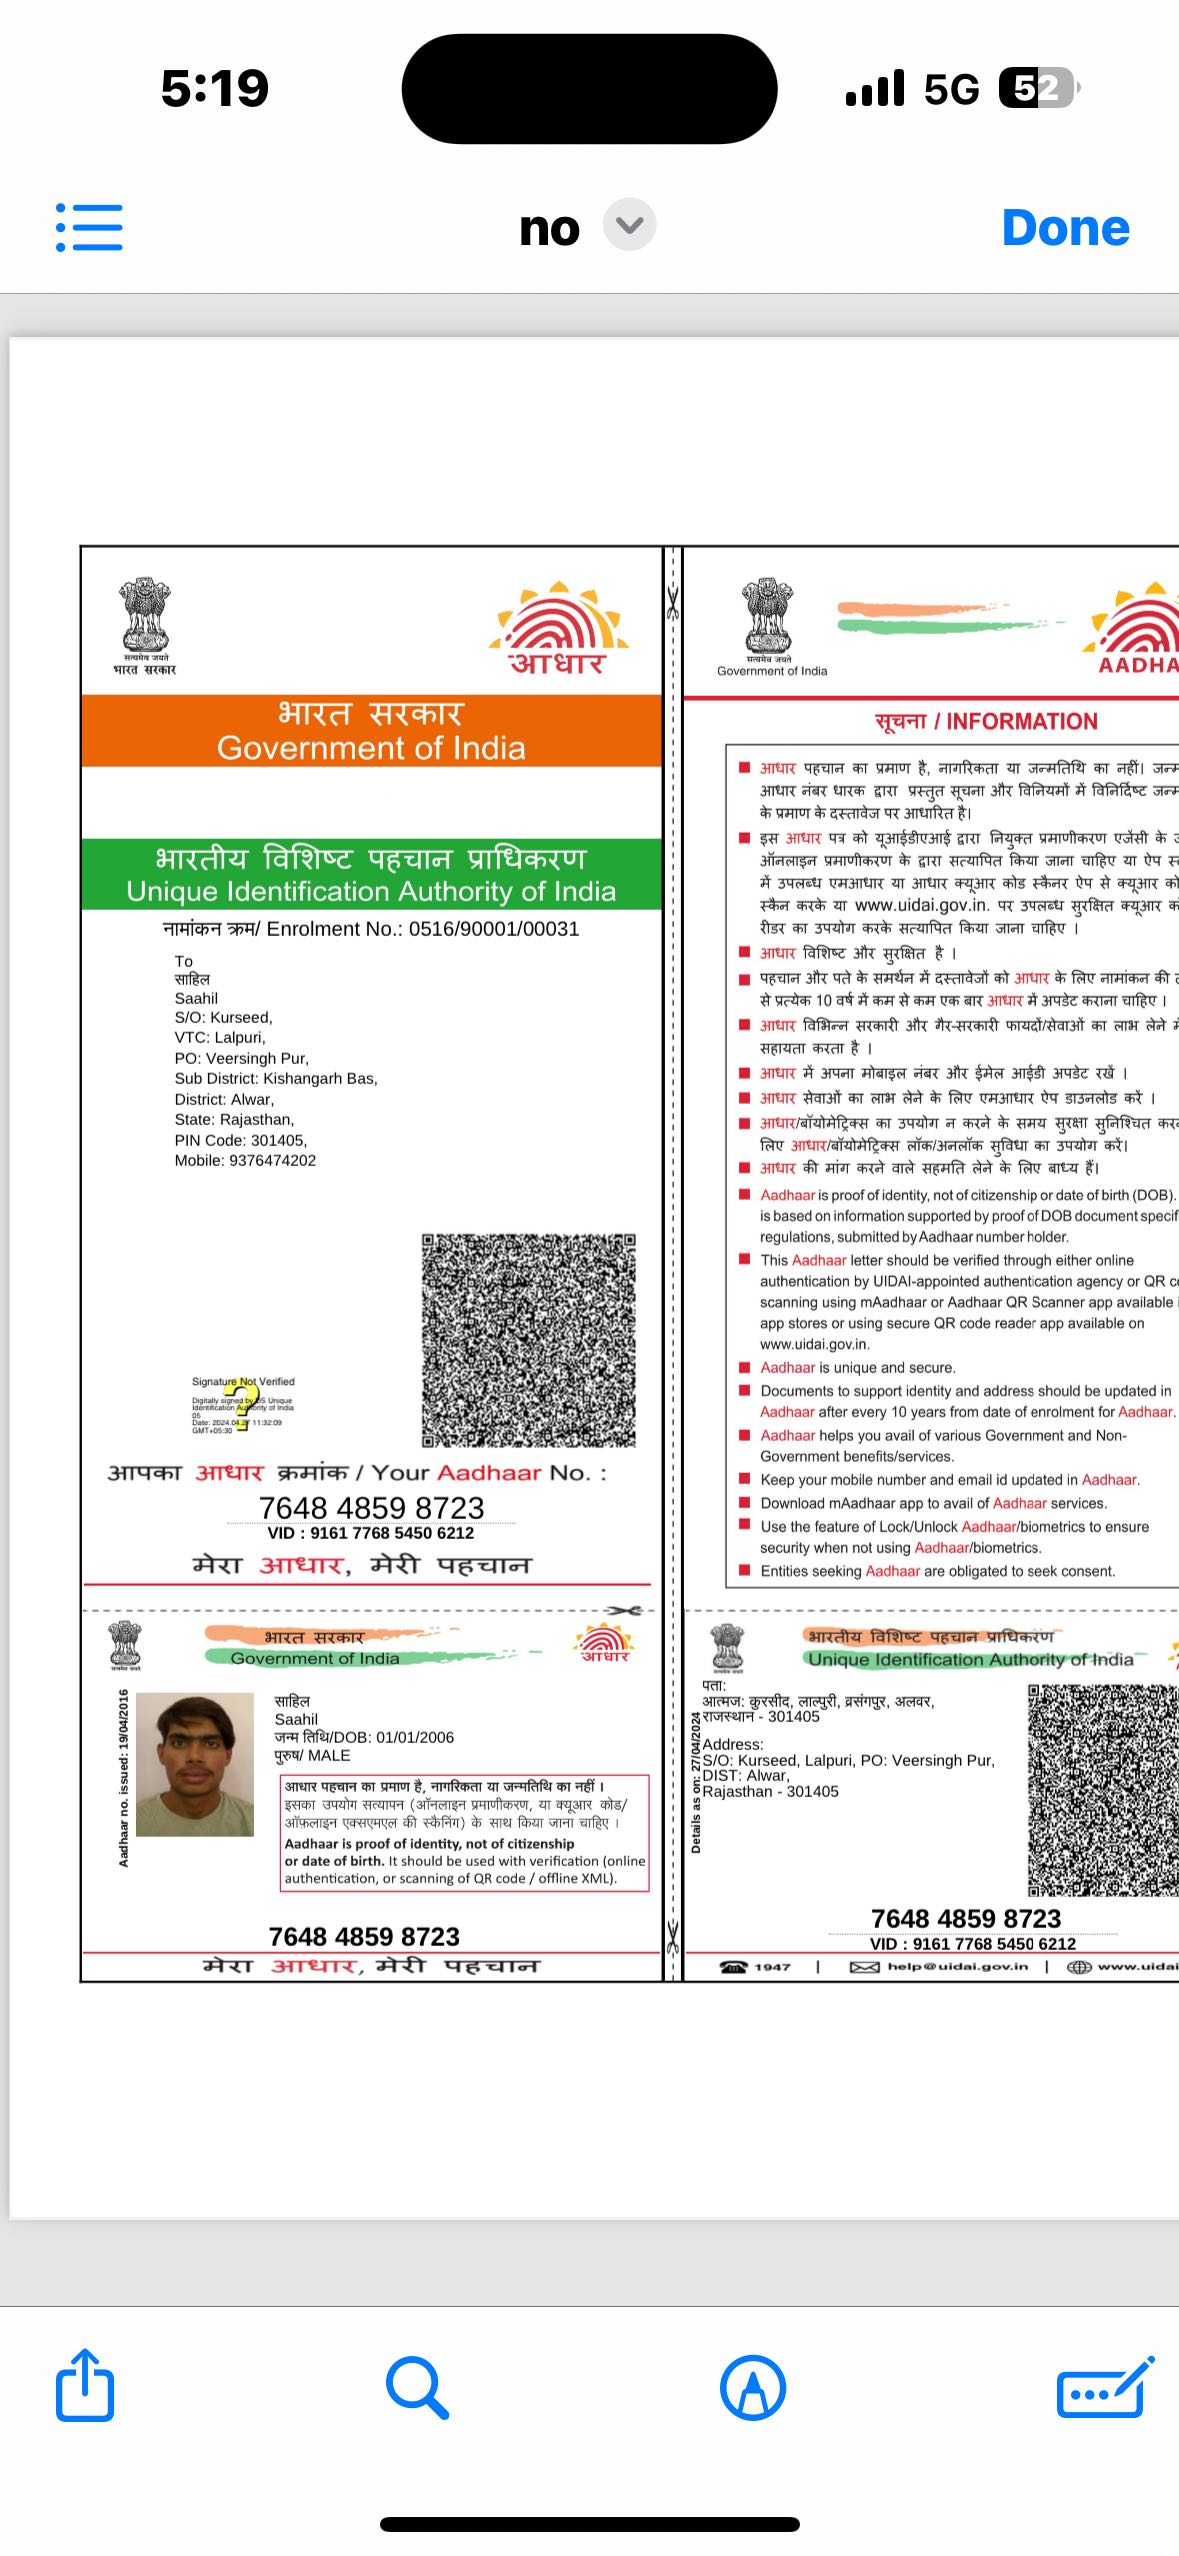 5:19
5G 52
no
Done
सत्यमेव जयते
भारत सरकार
आधार
भारत सरकार
Government of India
भारतीय विशिष्ट पहचान प्राधिकरण
Unique Identification Authority of India
नामांकन क्रम/ Enrolment No.: 0516/90001/00031
To
साहिल
Saahil
S/O: Kurseed,
VTC: Lalpuri,
PO: Veersingh Pur,
Sub District: Kishangarh Bas,
District: Alwar,
State: Rajasthan,
PIN Code: 301405,
Mobile: 9376474202
Signature Not Verified
Digitally signed by DS Unique
Identification Authority of India
05
Date: 2024.04.27 11:32:09
GMT+05:30
आपका आधार क्रमांक / Your Aadhaar No. :
7648 4859 8723
VID : 9161 7768 5450 6212
मेरा आधार, मेरी पहचान
सत्यमेव जयते
Government of India
AADHA
सूचना / INFORMATION
आधार पहचान का प्रमाण है, नागरिकता या जन्मतिथि का नहीं। जन्म
आधार नंबर धारक द्वारा प्रस्तुत सूचना और विनियमों में विनिर्दिष्ट जन्म
के प्रमाण के दस्तावेज पर आधारित है।
इस आधार पत्र को यूआईडीएआई द्वारा नियुक्त प्रमाणीकरण एजेंसी के
ऑनलाइन प्रमाणीकरण के द्वारा सत्यापित किया जाना चाहिए या ऐप
में उपलब्ध एमआधार या आधार क्यूआर कोड स्कैनर ऐप से क्यूआर
स्कैन करके या www.uidai.gov.in. पर उपलब्ध सुरक्षित क्यूआर
रीडर का उपयोग करके सत्यापित किया जाना चाहिए ।
आधार विशिष्ट और सुरक्षित है ।
पहचान और पते के समर्थन में दस्तावेजों को आधार के लिए नामांकन की
से प्रत्येक 10 वर्ष में कम से कम एक बार आधार में अपडेट कराना चाहिए ।
आधार विभिन्न सरकारी और गैर-सरकारी फायदों/सेवाओं का लाभ लेने
सहायता करता है ।
आधार में अपना मोबाइल नंबर और ईमेल आईडी अपडेट रखें ।
आधार सेवाओं का लाभ लेने के लिए एमआधार ऐप डाउनलोड करें ।
आधार/बॉयोमेट्रिक्स का उपयोग न करने के समय सुरक्षा सुनिश्चित
लिए आधार/बॉयोमेट्रिक्स लॉक/अनलॉक सुविधा का उपयोग करें।
आधार की मांग करने वाले सहमति लेने के लिए बाध्य हैं।
Aadhaar is proof of identity, not of citizenship or date of birth (DOB).
is based on information supported by proof of DOB document specif
regulations, submitted by Aadhaar number holder.
This Aadhaar letter should be verified through either online
authentication by UIDAI-appointed authentication agency or QR
scanning using mAadhaar or Aadhaar QR Scanner app available
app stores or using secure QR code reader app available on
www.uidai.gov.in.
Aadhaar is unique and secure.
Documents to support identity and address should be updated in
Aadhaar after every 10 years from date of enrolment for Aadhaar.
Aadhaar helps you avail of various Government and Non-
Government benefits/services.
Keep your mobile number and email id updated in Aadhaar.
Download mAadhaar app to avail of Aadhaar services.
Use the feature of Lock/Unlock Aadhaar/biometrics to ensure
security when not using Aadhaar/biometrics.
Entities seeking Aadhaar are obligated to seek consent.
सत्यमेव जयते
भारत सरकार
Government of India
आधार
Aadhaar no. issued: 19/04/2016
साहिल
Saahil
जन्म तिथि/DOB: 01/01/2006
पुरुष/ MALE
आधार पहचान का प्रमाण है, नागरिकता या जन्मतिथि का नहीं ।
इसका उपयोग सत्यापन (ऑनलाइन प्रमाणीकरण, या क्यूआर कोड/
ऑफ़लाइन एक्सएमएल की स्कैनिंग) के साथ किया जाना चाहिए ।
Aadhaar is proof of identity, not of citizenship
or date of birth. It should be used with verification (online
authentication, or scanning of QR code / offline XML).
7648 4859 8723
मेरा आधार, मेरी पहचान
सत्यमेव जयते
भारतीय विशिष्ट पहचान प्राधिकरण
Unique Identification Authority of India
Details as on: 27/04/2024
पता:
आत्मज: कुरसीद, लाल्पुरी, व्रसंगपुर, अलवर,
राजस्थान - 301405
Address:
S/O: Kurseed, Lalpuri, PO: Veersingh Pur,
DIST: Alwar,
Rajasthan - 301405
7648 4859 8723
VID : 9161 7768 5450 6212
1947 | help@uidai.gov.in | www.uidai